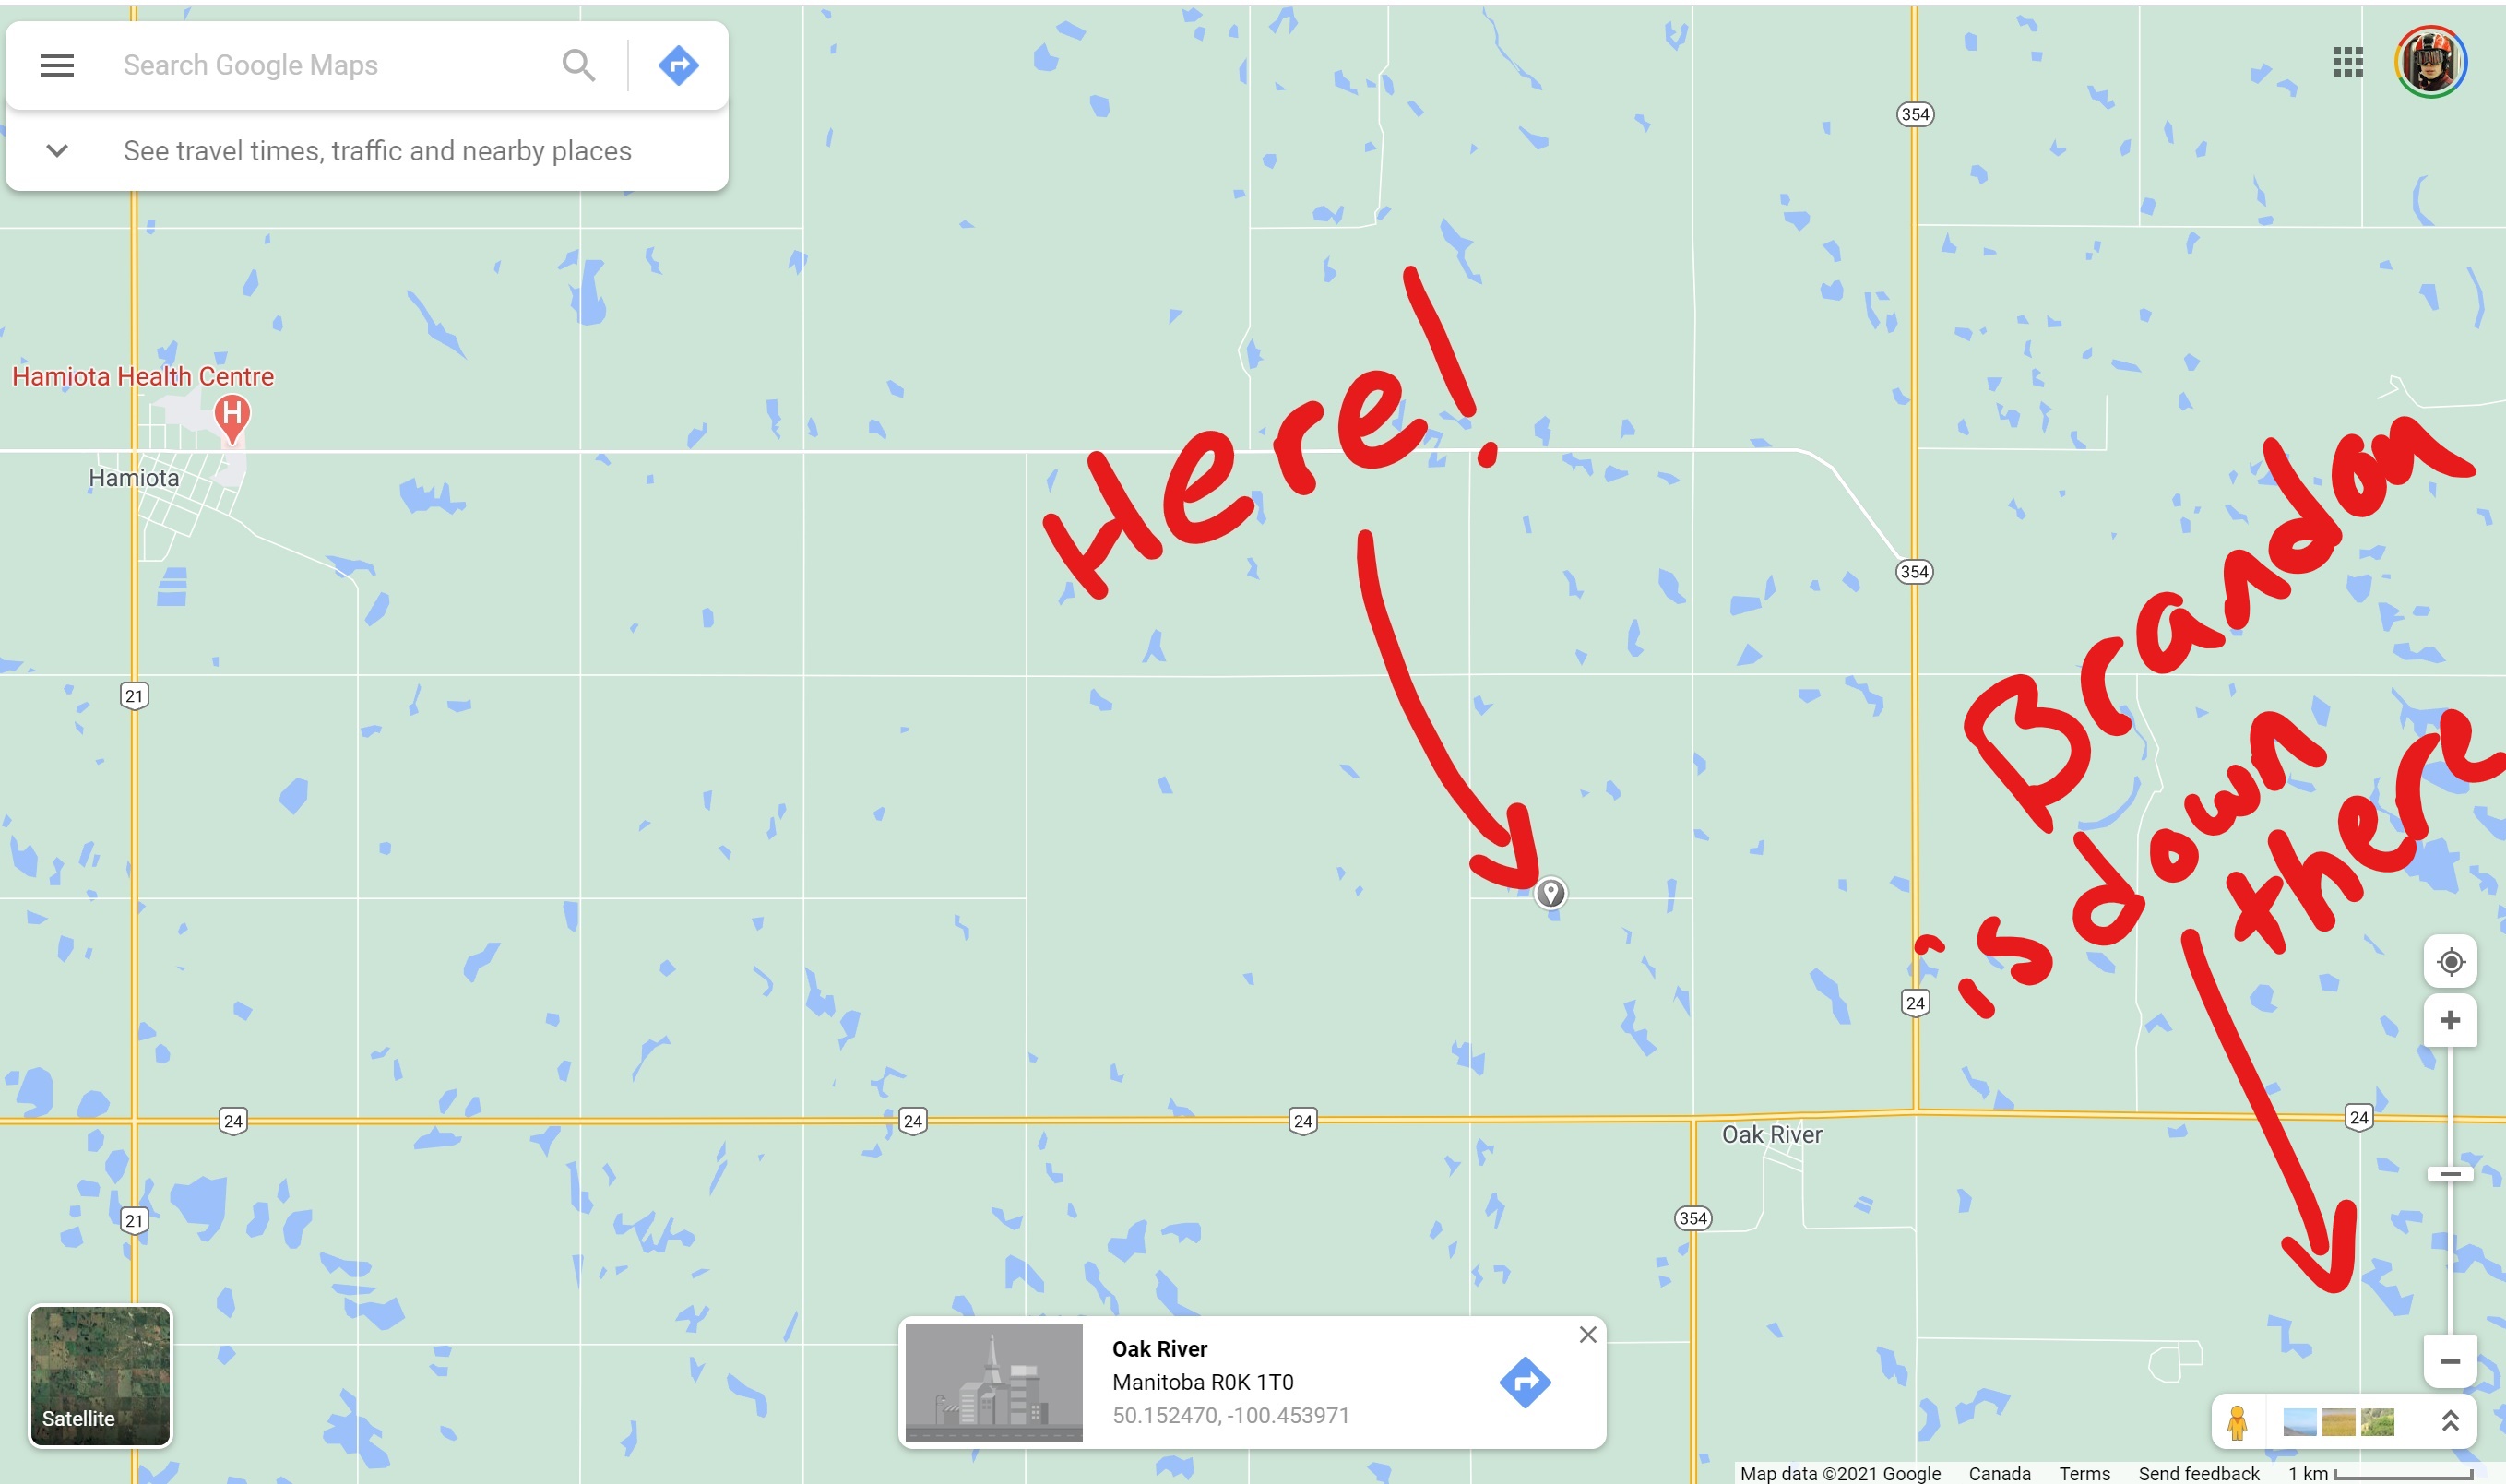 Search Google Maps
See travel times, traffic and nearby places
354
Hamiota Health Centre
H
Hamiota
Here!
354
Brandon
is down
there
21
24
24
24
24
24
Oak River
21
354
Satellite
Oak River
Manitoba R0K 1T0
50.152470, -100.453971
Map data ©2021 Google Canada Terms Send feedback 1 km